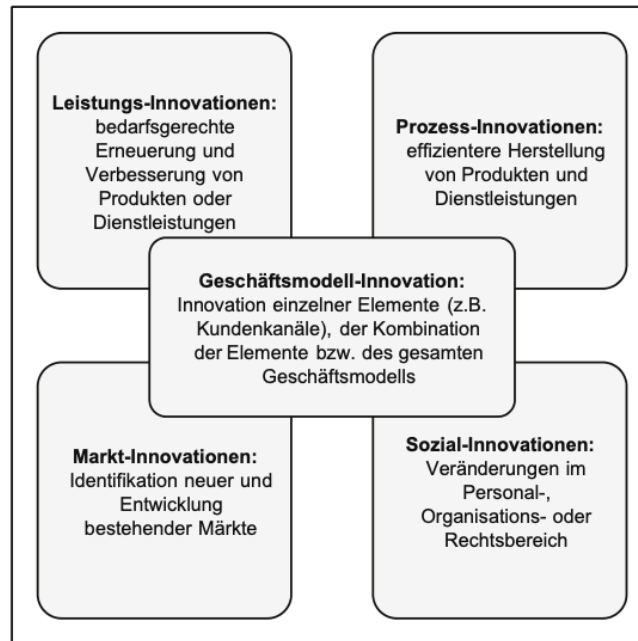 Leistungs-Innovationen:
bedarfsgerechte
Erneuerung und
Verbesserung von
Produkten oder
Dienstleistungen
Prozess-Innovationen:
effizientere Herstellung
von Produkten und
Dienstleistungen
Geschäftsmodell-Innovation:
Innovation einzelner Elemente (z.B.
Kundenkanäle), der Kombination
der Elemente bzw. des gesamten
Geschäftsmodells
Markt-Innovationen:
Identifikation neuer und
Entwicklung
bestehender Märkte
Sozial-Innovationen:
Veränderungen im
Personal-,
Organisations- oder
Rechtsbereich